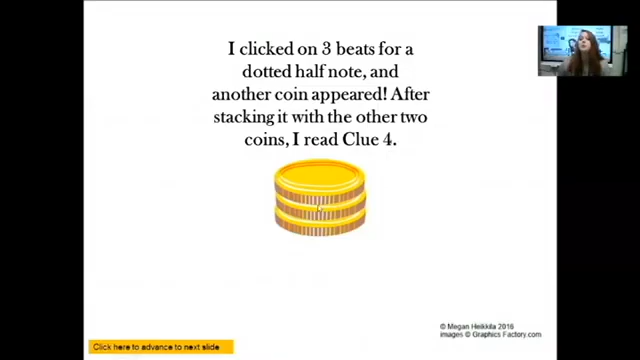 I clicked on 3 beats for a
dotted half note, and
another coin appeared! After
stacking it with the other two
coins, I read Clue 4.
© Megan Heikkila 2016
images © Graphics Factory.com
Click here to advance to next slide